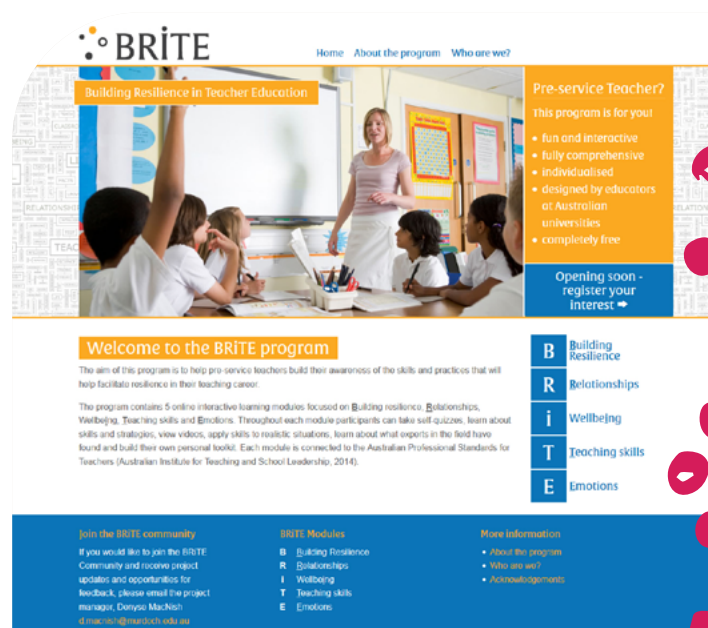 BRiTE
Home About the program Who are we?
Building Resilience in Teacher Education
Pre-service Teacher?
This program is for you!
• fun and interactive
• fully comprehensive
• individualised
• designed by educators
at Australian
universities
• completely free
Opening soon -
register your
interest ➡
Welcome to the BRiTE program
The aim of this program is to help pre-service teachers build their awareness of the skills and practices that will
help facilitate resilience in their teaching career.
The program contains 5 online interactive learning modules focused on Building resilience, Relationships,
Wellbeing, Teaching skills and Emotions. Throughout each module participants can take self-quizzes, learn about
skills and strategies, view videos, apply skills to realistic situations, learn about what experts in the field have
found and build their own personal toolkit. Each module is connected to the Australian Professional Standards for
Teachers (Australian Institute for Teaching and School Leadership, 2014).
B Building
Resilience
R Relationships
i Wellbeing
T Teaching skills
E Emotions
Join the BRiTE community
If you would like to join the BRiTE
Community and receive project
updates and opportunities for
feedback, please email the project
manager, Denyse MacNish
d.macnish@murdoch.edu.au
BRiTE Modules
B Building Resilience
R Relationships
i Wellbeing
T Teaching skills
E Emotions
More information
• About the program
• Who are we?
• Acknowledgements